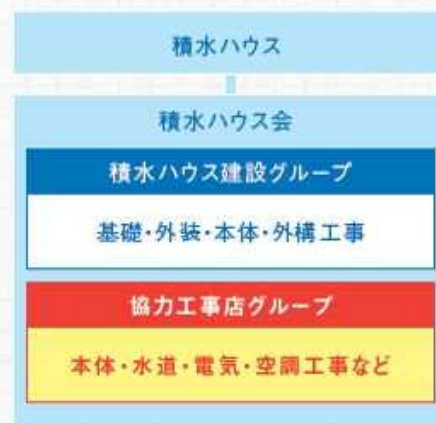 積水ハウス
積水ハウス会
積水ハウス建設グループ
基礎・外装・本体・外構工事
協力工事店グループ
本体・水道・電気・空調工事など